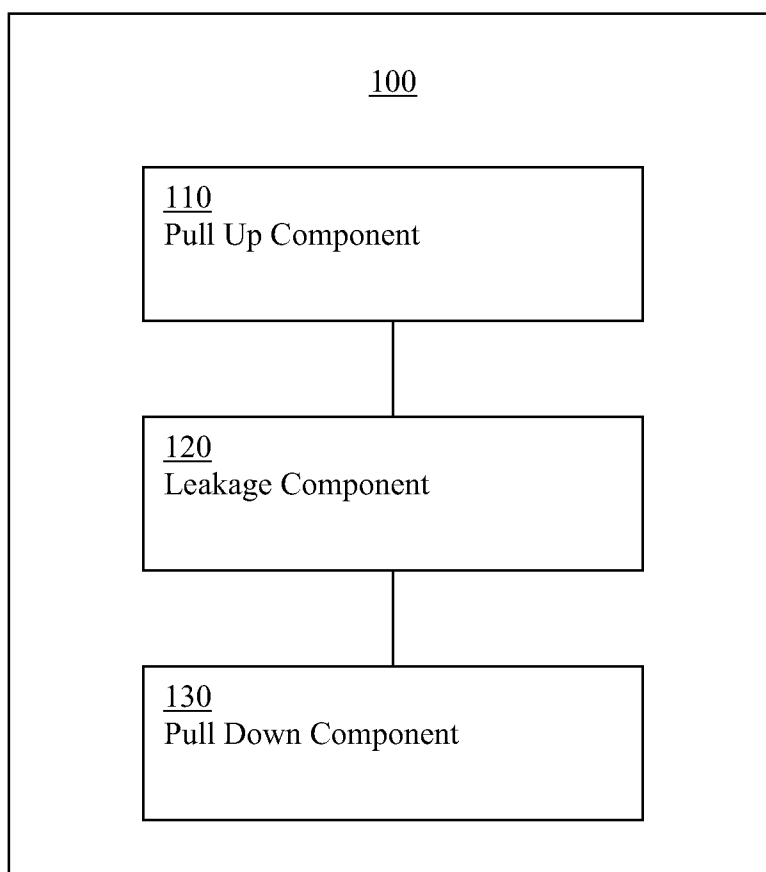 100
110
Pull Up Component
120
Leakage Component
130
Pull Down Component